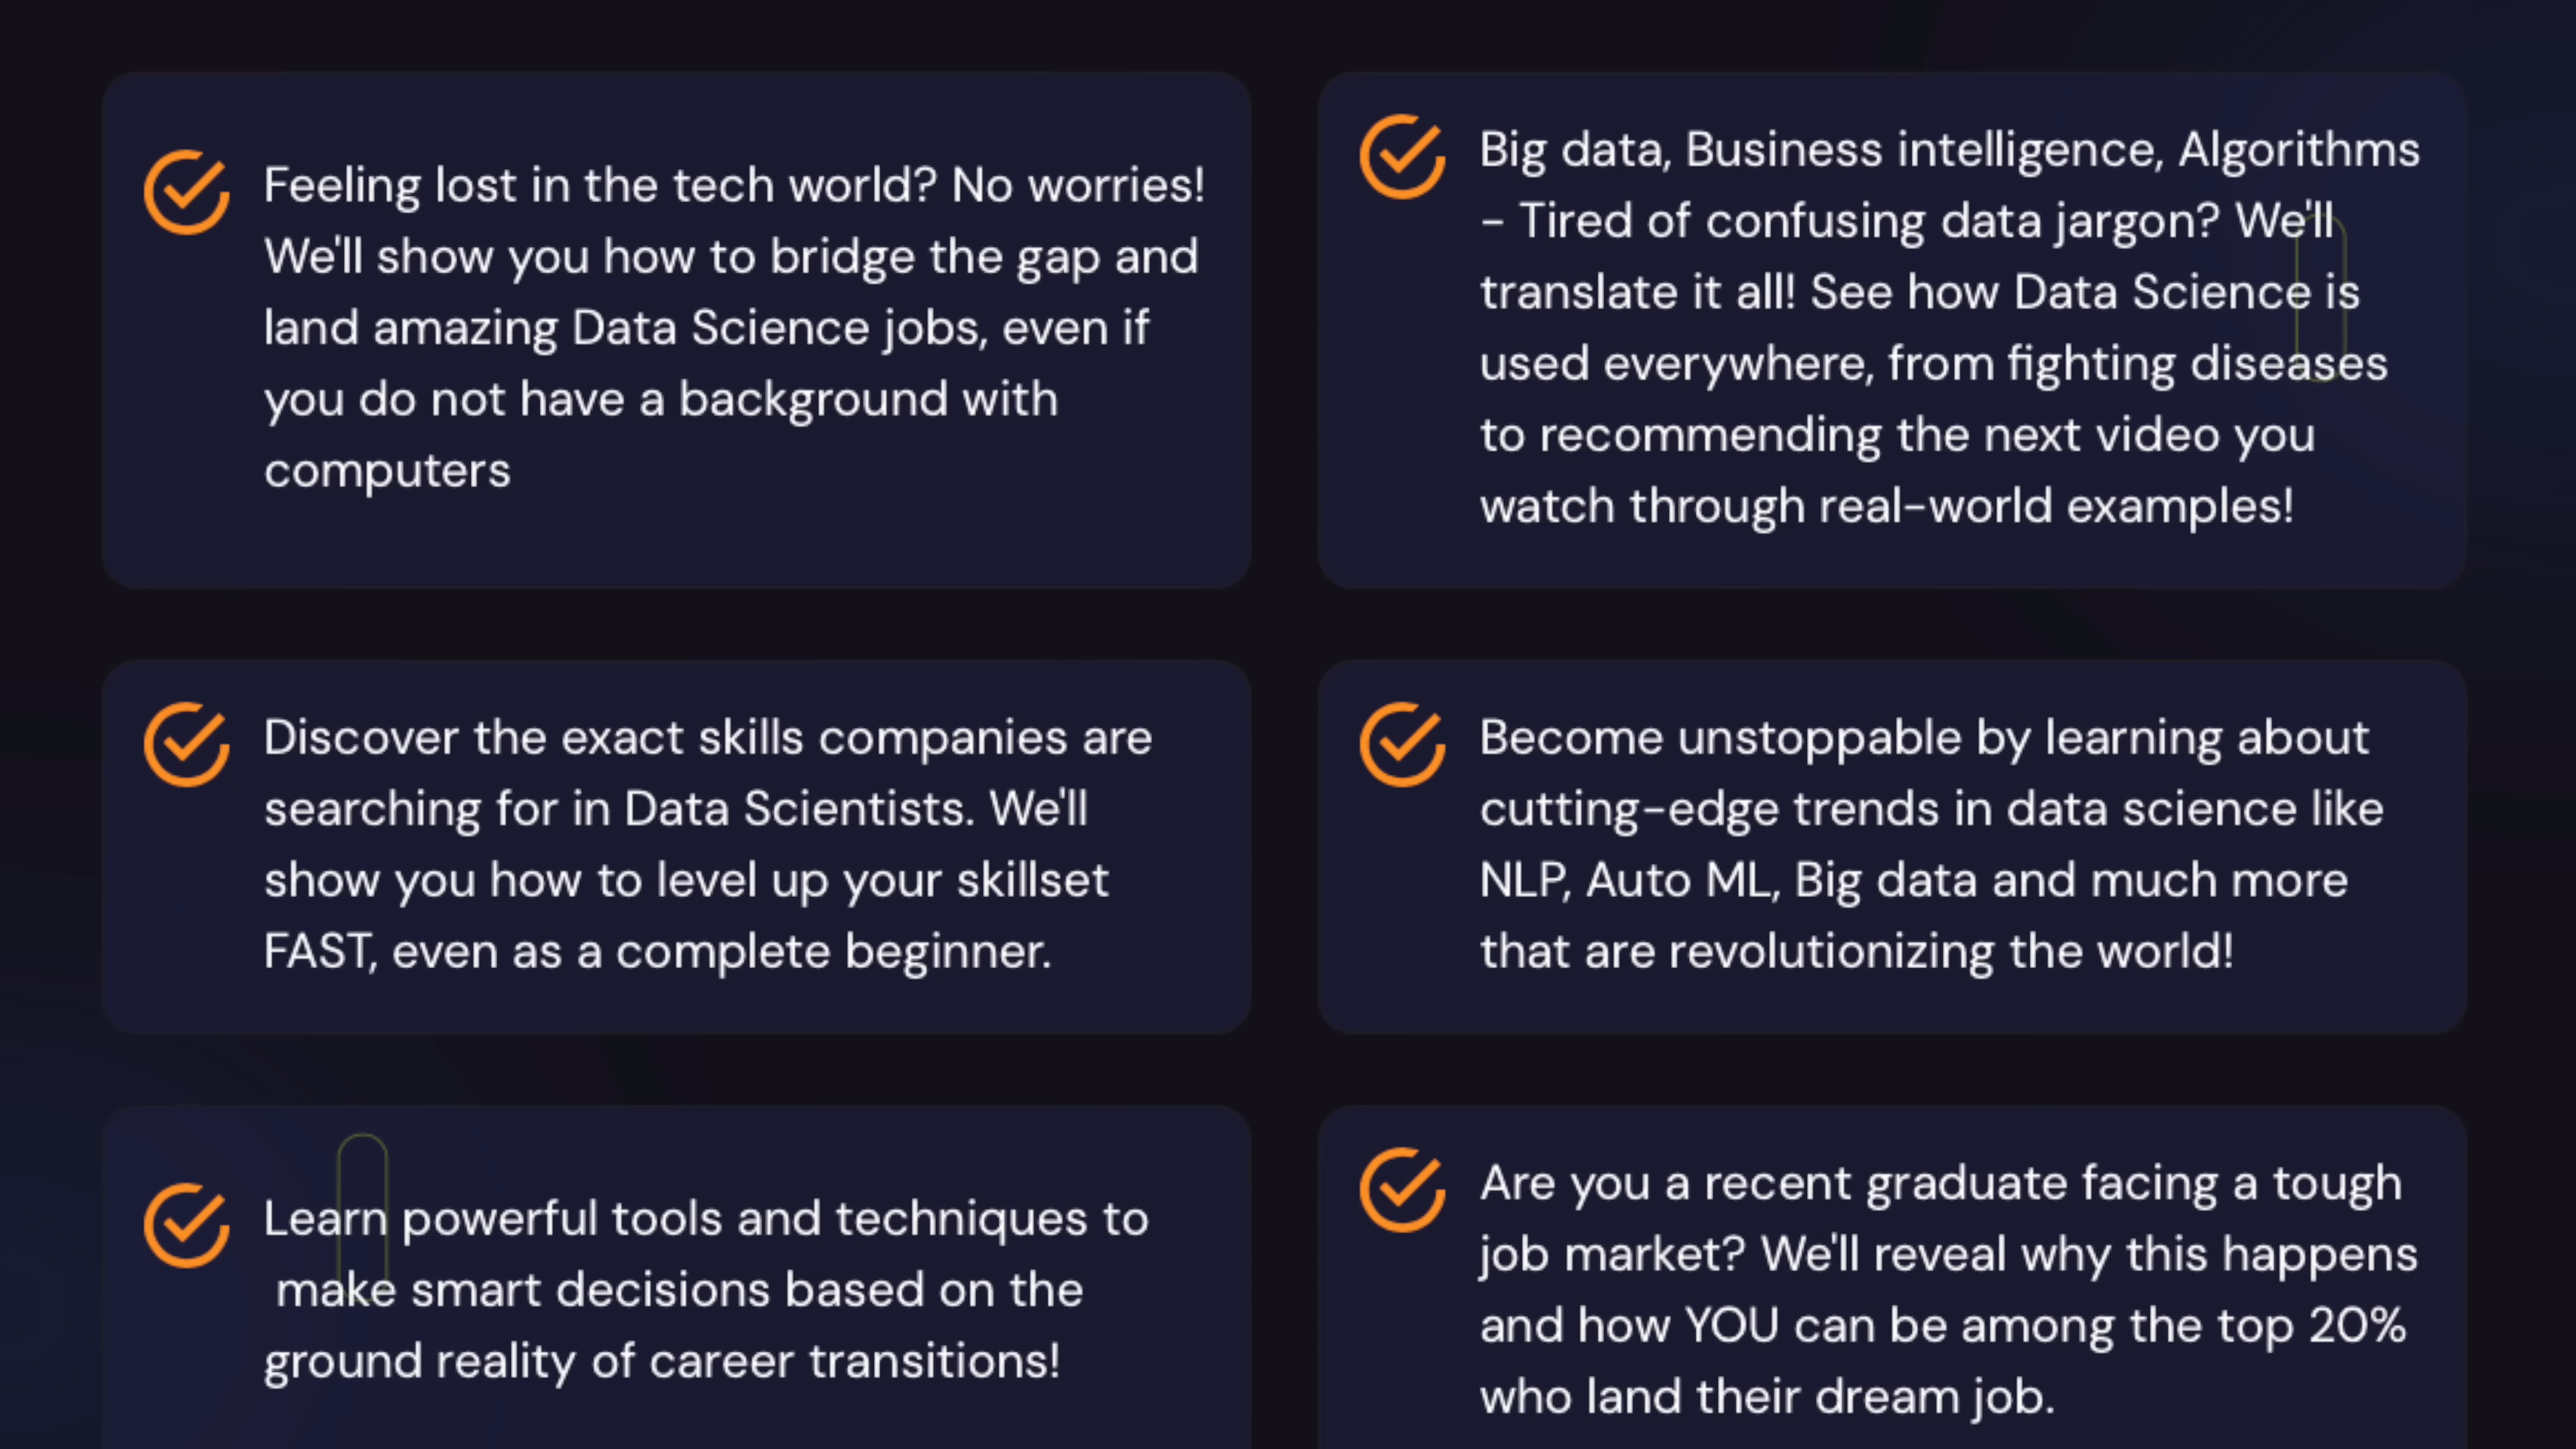 Feeling lost in the tech world? No worries!
We'll show you how to bridge the gap and
land amazing Data Science jobs, even if
you do not have a background with
computers
Big data, Business intelligence, Algorithms
- Tired of confusing data jargon? We'll
translate it all! See how Data Science is
used everywhere, from fighting diseases
to recommending the next video you
watch through real-world examples!
Discover the exact skills companies are
searching for in Data Scientists. We'll
show you how to level up your skillset
FAST, even as a complete beginner.
Become unstoppable by learning about
cutting-edge trends in data science like
NLP, Auto ML, Big data and much more
that are revolutionizing the world!
Learn powerful tools and techniques to
make smart decisions based on the
ground reality of career transitions!
Are you a recent graduate facing a tough
job market? We'll reveal why this happens
and how YOU can be among the top 20%
who land their dream job.